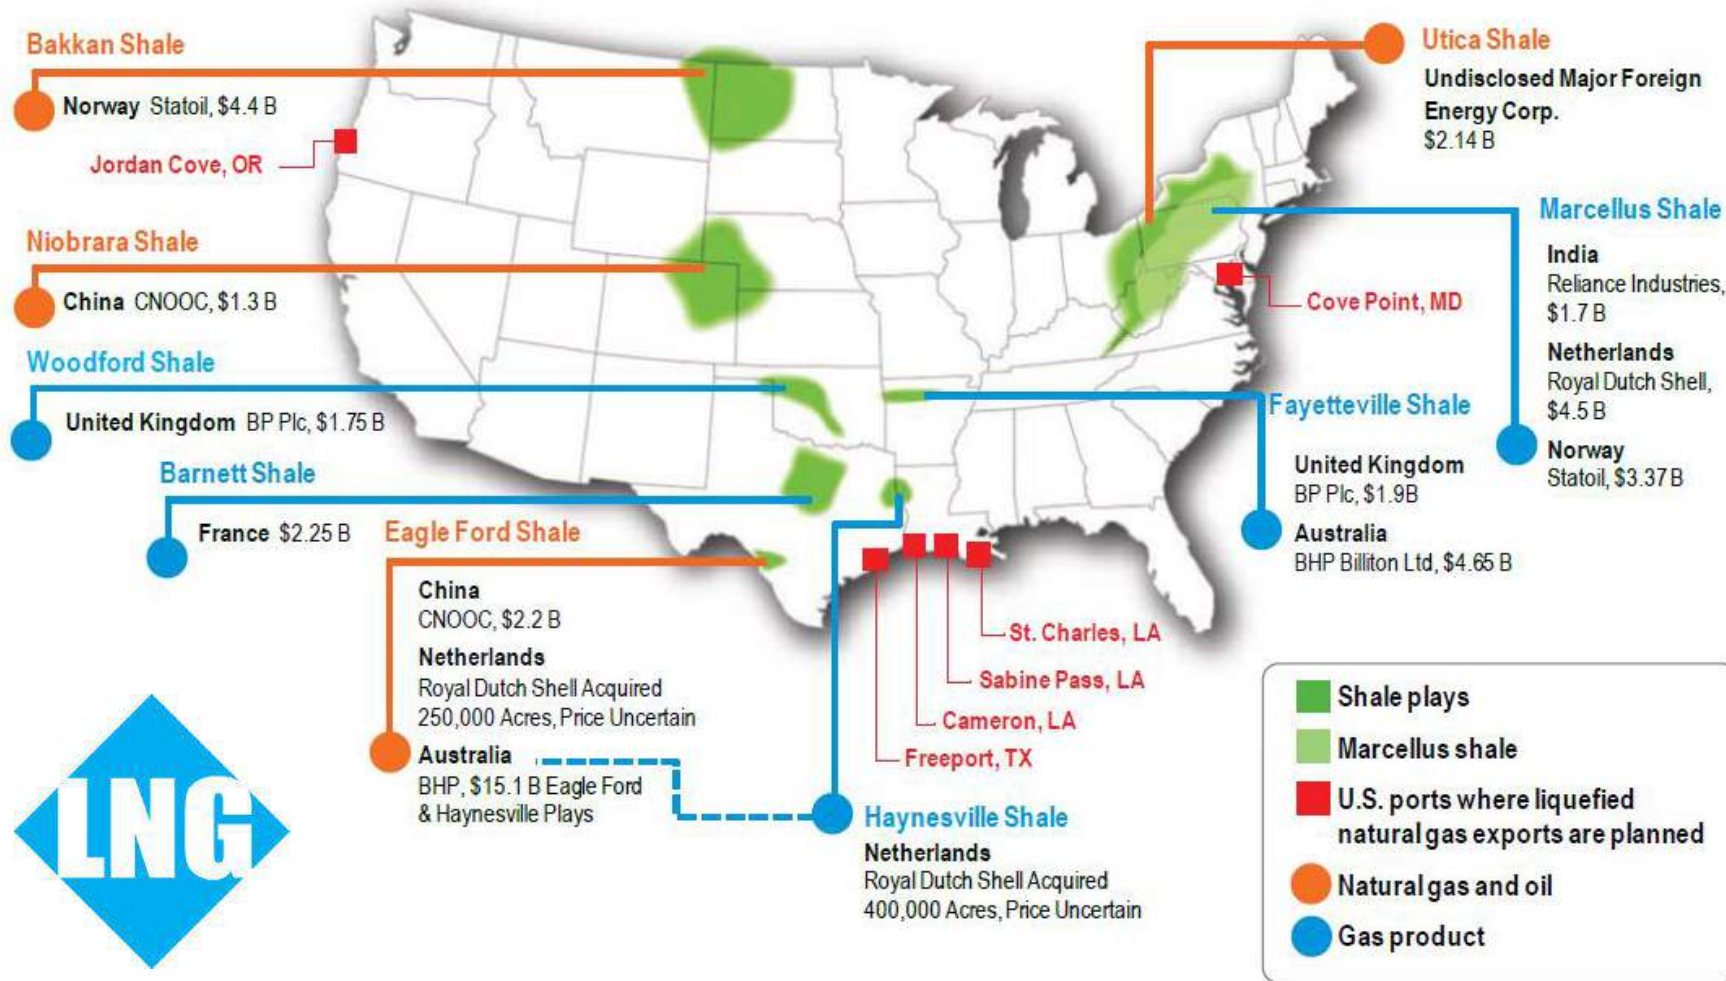 Bakkan Shale
Norway Statoil, $4.4 B
Jordan Cove, OR
Niobrara Shale
China CNOOC, $1.3 B
Woodford Shale
United Kingdom BP Plc, $1.75 B
Barnett Shale
France $2.25 B
Eagle Ford Shale
China
CNOOC, $2.2 B
Netherlands
Royal Dutch Shell Acquired
250,000 Acres, Price Uncertain
Australia
BHP, $15.1 B Eagle Ford
& Haynesville Plays
Utica Shale
Undisclosed Major Foreign
Energy Corp.
$2.14 B
Marcellus Shale
India
Reliance Industries,
$1.7 B
Netherlands
Royal Dutch Shell,
$4.5 B
Norway
Statoil, $3.37 B
Cove Point, MD
Fayetteville Shale
United Kingdom
BP Plc, $1.9B
Australia
BHP Billiton Ltd, $4.65 B
St. Charles, LA
Sabine Pass, LA
Cameron, LA
Freeport, TX
Haynesville Shale
Netherlands
Royal Dutch Shell Acquired
400,000 Acres, Price Uncertain
LNG
Shale plays
Marcellus shale
U.S. ports where liquefied
natural gas exports are planned
Natural gas and oil
Gas product